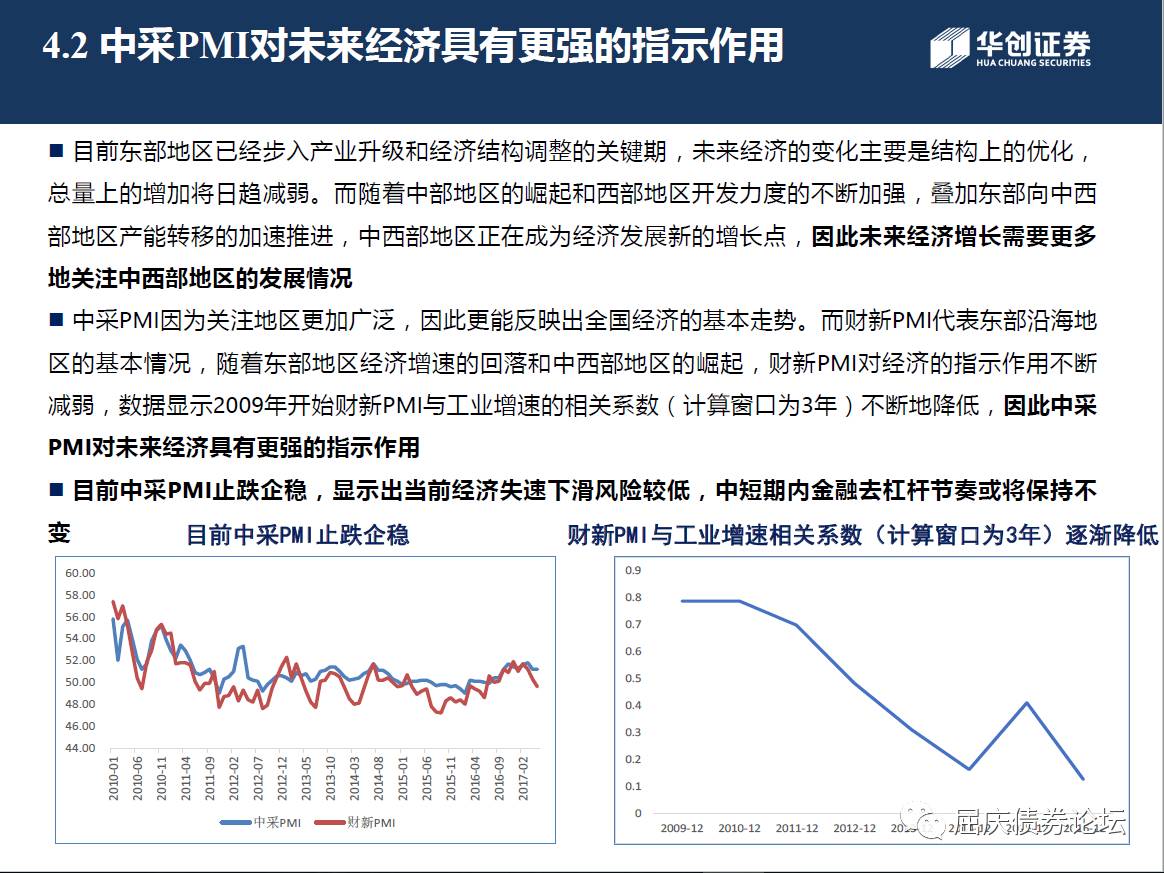 4.2 中采PMI对未来经济具有更强的指示作用
华创证券
HUA CHUANG SECURITIES
■ 目前东部地区已经步入产业升级和经济结构调整的关键期，未来经济的变化主要是结构上的优化，
总量上的增加将日趋减弱。而随着中部地区的崛起和西部地区开发力度的不断加强，叠加东部向中西
部地区产能转移的加速推进，中西部地区正在成为经济发展新的增长点，因此未来经济增长需要更多
地关注中西部地区的发展情况
■ 中采PMI因为关注地区更加广泛，因此更能反映出全国经济的基本走势。而财新PMI代表东部沿海地
区的基本情况，随着东部地区经济增速的回落和中西部地区的崛起，财新PMI对经济的指示作用不断
减弱，数据显示2009年开始财新PMI与工业增速的相关系数（计算窗口为3年）不断地降低，因此中采
PMI对未来经济具有更强的指示作用
■ 目前中采PMI止跌企稳，显示出当前经济失速下滑风险较低，中短期内金融去杠杆节奏或将保持不
变
目前中采PMI止跌企稳
60.00
58.00
56.00
54.00
52.00
50.00
48.00
46.00
44.00
2010-01
2010-06
2010-11
2011-04
2011-09
2012-02
2012-07
2012-12
2013-05
2013-10
2014-03
2014-08
2015-01
2015-06
2015-11
2016-04
2016-09
2017-02
中采PMI 财新PMI
财新PMI与工业增速相关系数（计算窗口为3年）逐渐降低
0.9
0.8
0.7
0.6
0.5
0.4
0.3
0.2
0.1
0
2009-12 2010-12 2011-12 2012-12
屈庆债券论坛